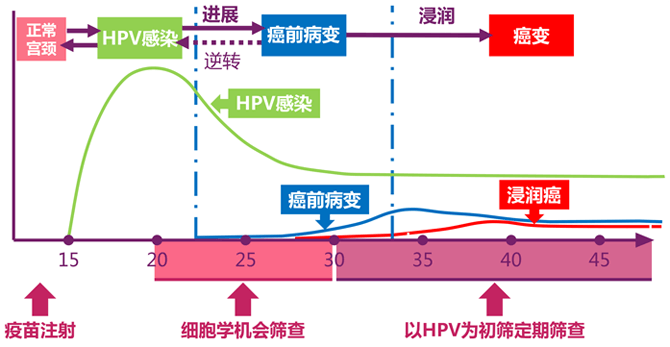 进展
浸润
正常
宫颈
HPV感染
癌前病变
癌变
逆转
HPV感染
癌前病变
浸润癌
15 20 25 30 35 40 45
疫苗注射 细胞学机会筛查 以HPV为初筛定期筛查